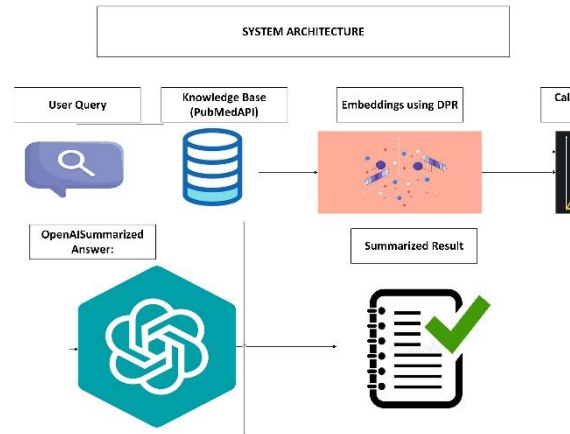 SYSTEM ARCHITECTURE
User Query
Knowledge Base
(PubMedAPI)
Embeddings using DPR
Cal
OpenAISummarized
Answer:
Summarized Result